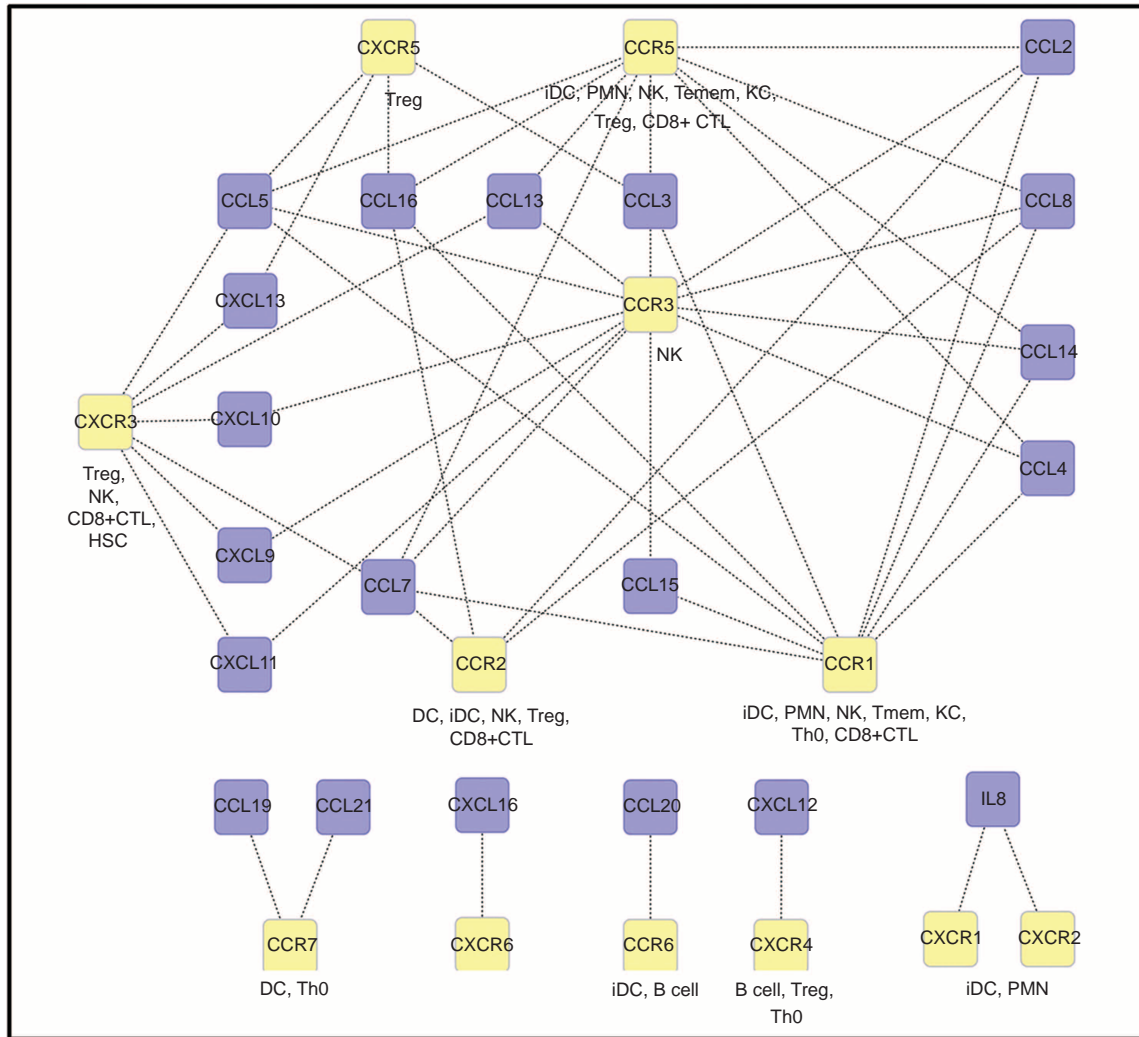 CXCR5
CCR5
CCL2
Treg
iDC, PMN, NK, Temem, KC,
Treg, CD8+ CTL
CCL5
CCL16
CCL13
CCL3
CCL8
CXCL13
CCR3
NK
CCL14
CXCR3
CXCL10
Treg,
NK,
CD8+CTL,
HSC
CCL4
CXCL9
CCL7
CCL15
CXCL11
CCR2
CCR1
DC, iDC, NK, Treg,
CD8+CTL
iDC, PMN, NK, Tmem, KC,
Th0, CD8+CTL
CCL19
CCL21
CXCL16
CCL20
CXCL12
IL8
CCR7
CXCR6
CCR6
CXCR4
CXCR1
CXCR2
DC, Th0
iDC, B cell
B cell, Treg,
Th0
iDC, PMN